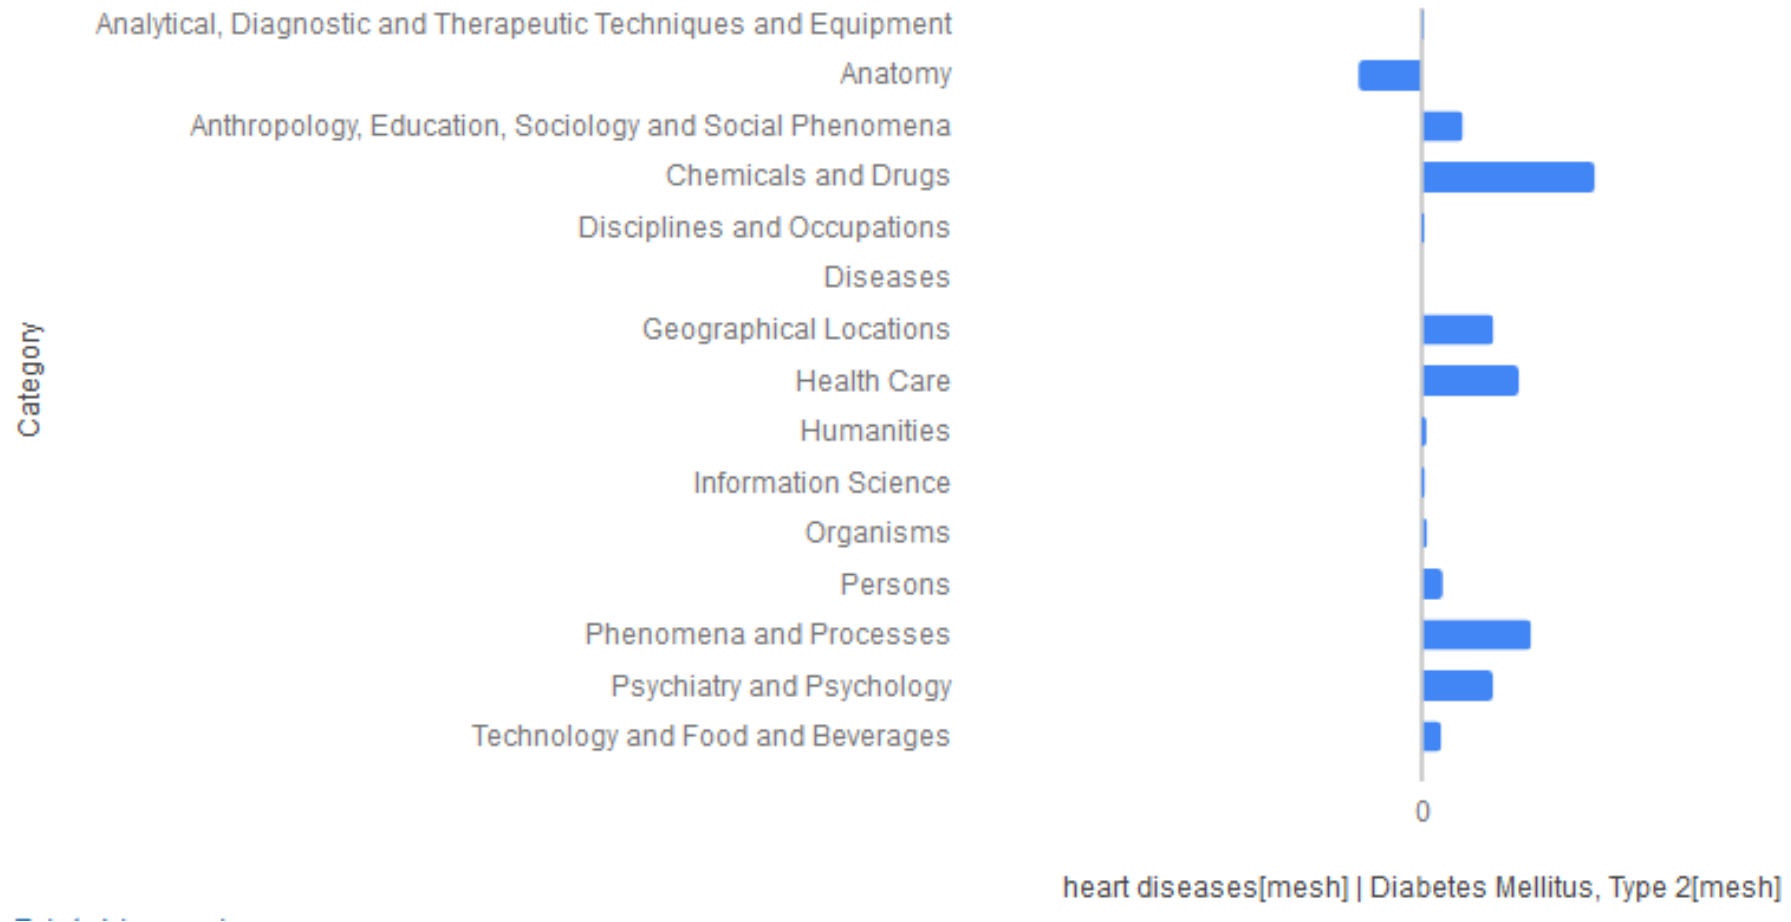 Analytical, Diagnostic and Therapeutic Techniques and Equipment
Anatomy
Anthropology, Education, Sociology and Social Phenomena
Chemicals and Drugs
Disciplines and Occupations
Diseases
Geographical Locations
Health Care
Humanities
Information Science
Organisms
Persons
Phenomena and Processes
Psychiatry and Psychology
Technology and Food and Beverages
Category
0
heart diseases[mesh] | Diabetes Mellitus, Type 2[mesh]